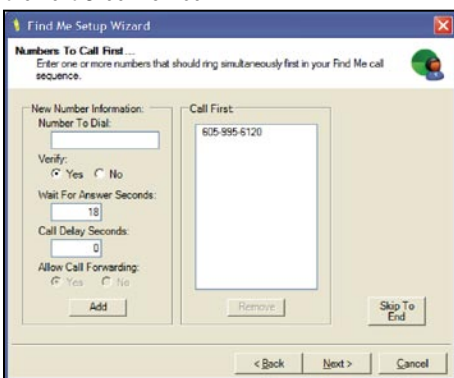 Find Me Setup Wizard
Numbers To Call First...
Enter one or more numbers that should ring simultaneously first in your Find Me call
sequence.
New Number Information:
Number To Dial:
Verify:
Yes No
Wait For Answer Seconds:
18
Call Delay Seconds:
0
Allow Call Forwarding:
Yes No
Add
Call First:
605-995-6120
Remove
Skip To
End
< Back Next > Cancel